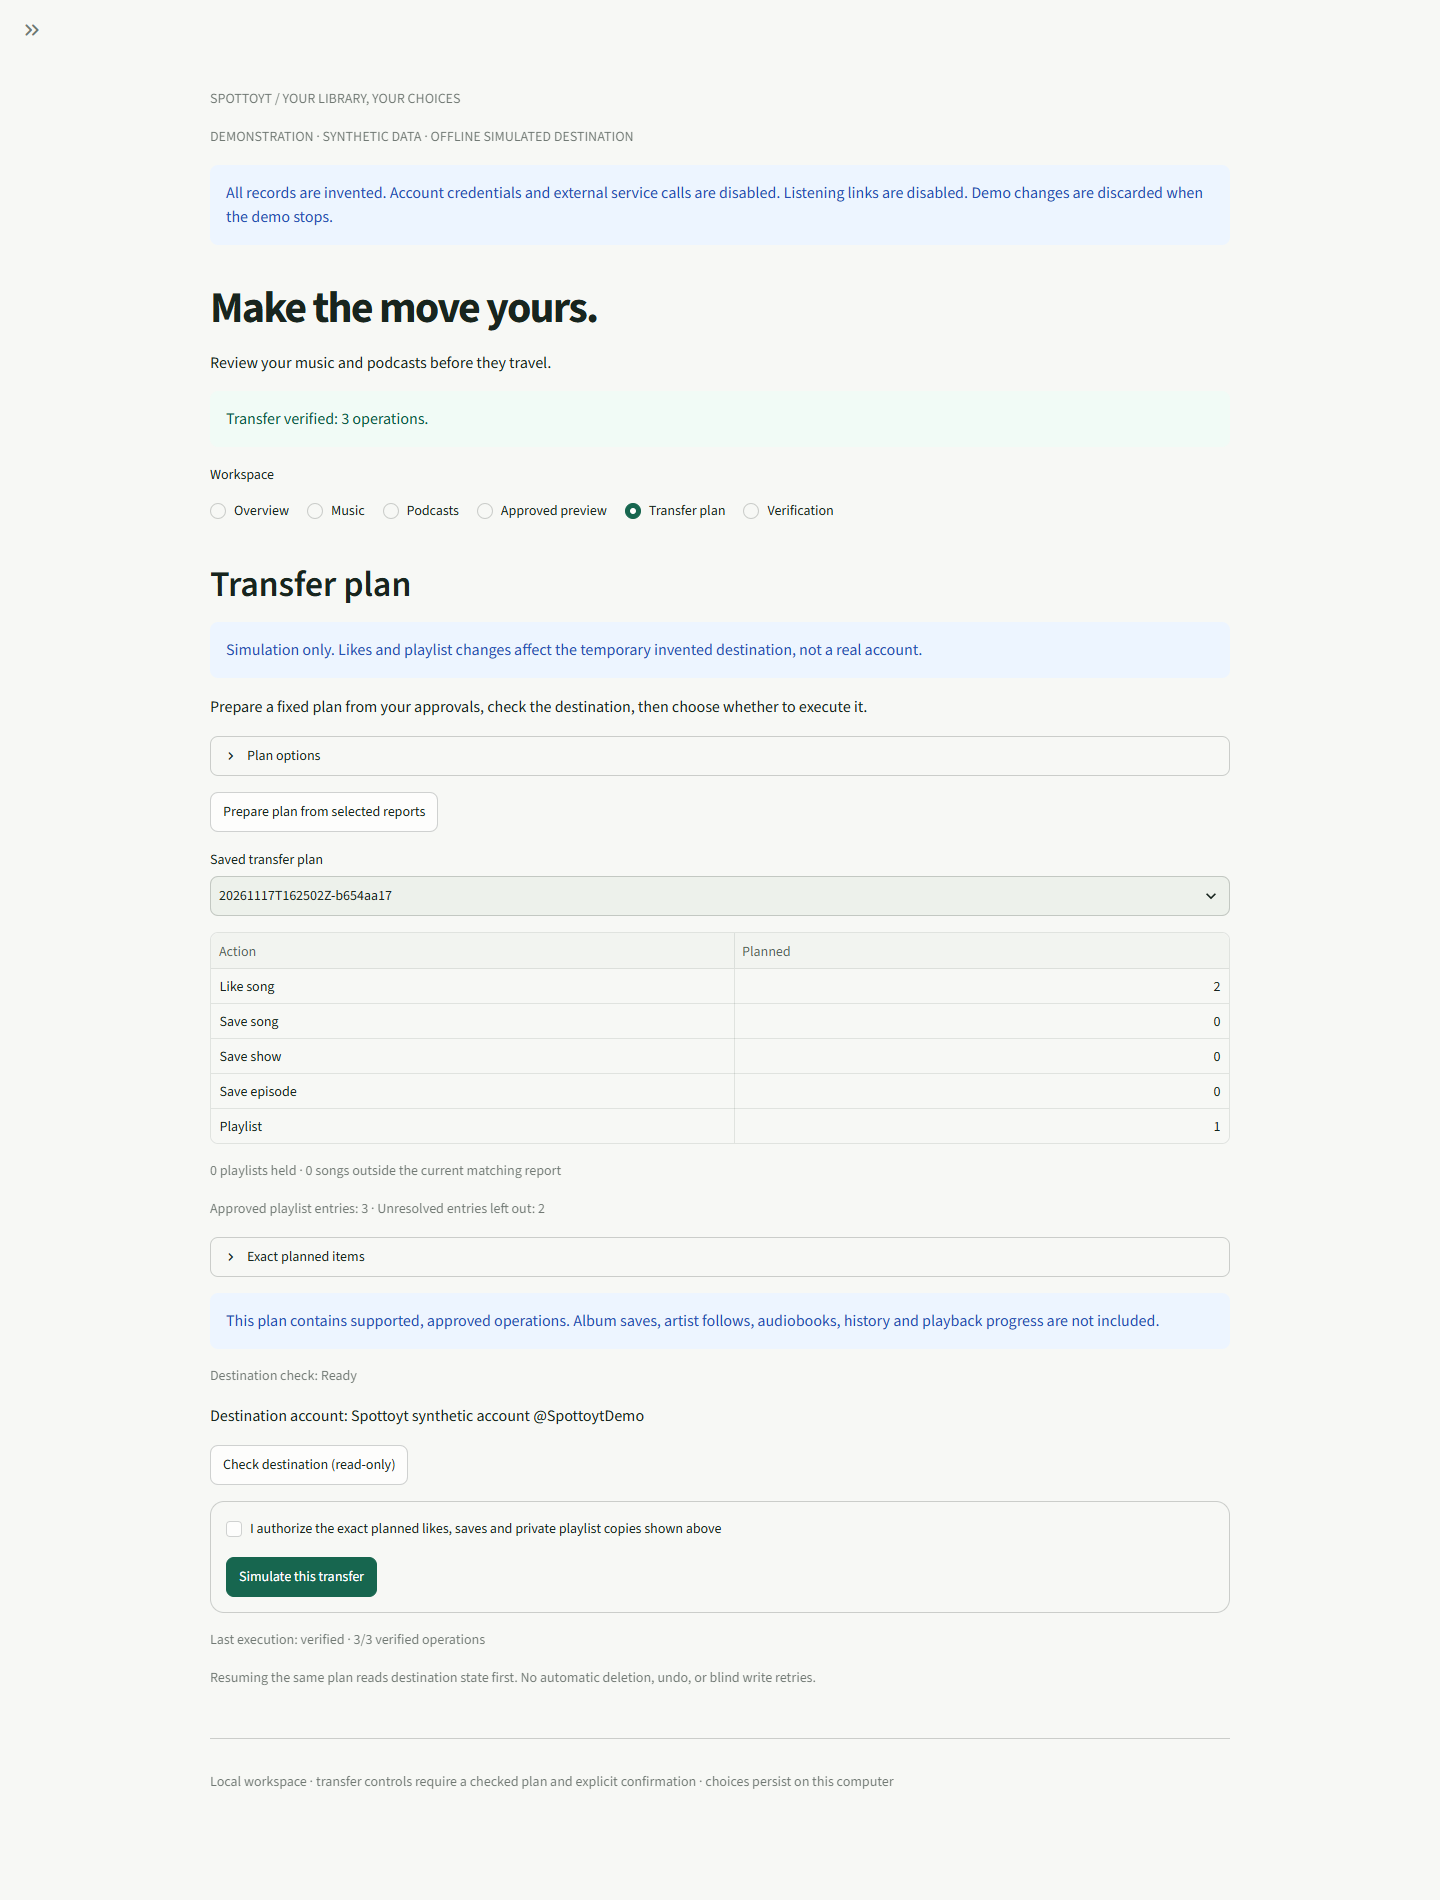 SPOTTOYT / YOUR LIBRARY, YOUR CHOICES
DEMONSTRATION · SYNTHETIC DATA · OFFLINE SIMULATED DESTINATION
All records are invented. Account credentials and external service calls are disabled. Listening links are disabled. Demo changes are discarded when
the demo stops.
Make the move yours.
Review your music and podcasts before they travel.
Transfer verified: 3 operations.
Workspace
Overview Music Podcasts Approved preview Transfer plan Verification
Transfer plan
Simulation only. Likes and playlist changes affect the temporary invented destination, not a real account.
Prepare a fixed plan from your approvals, check the destination, then choose whether to execute it.
Plan options
Prepare plan from selected reports
Saved transfer plan
20261117T162502Z-b654aa17
Action Planned
Like song 2
Save song 0
Save show 0
Save episode 0
Playlist 1
0 playlists held · 0 songs outside the current matching report
Approved playlist entries: 3 · Unresolved entries left out: 2
Exact planned items
This plan contains supported, approved operations. Album saves, artist follows, audiobooks, history and playback progress are not included.
Destination check: Ready
Destination account: Spottoyt synthetic account @SpottoytDemo
Check destination (read-only)
I authorize the exact planned likes, saves and private playlist copies shown above
Simulate this transfer
Last execution: verified · 3/3 verified operations
Resuming the same plan reads destination state first. No automatic deletion, undo, or blind write retries.
Local workspace · transfer controls require a checked plan and explicit confirmation · choices persist on this computer